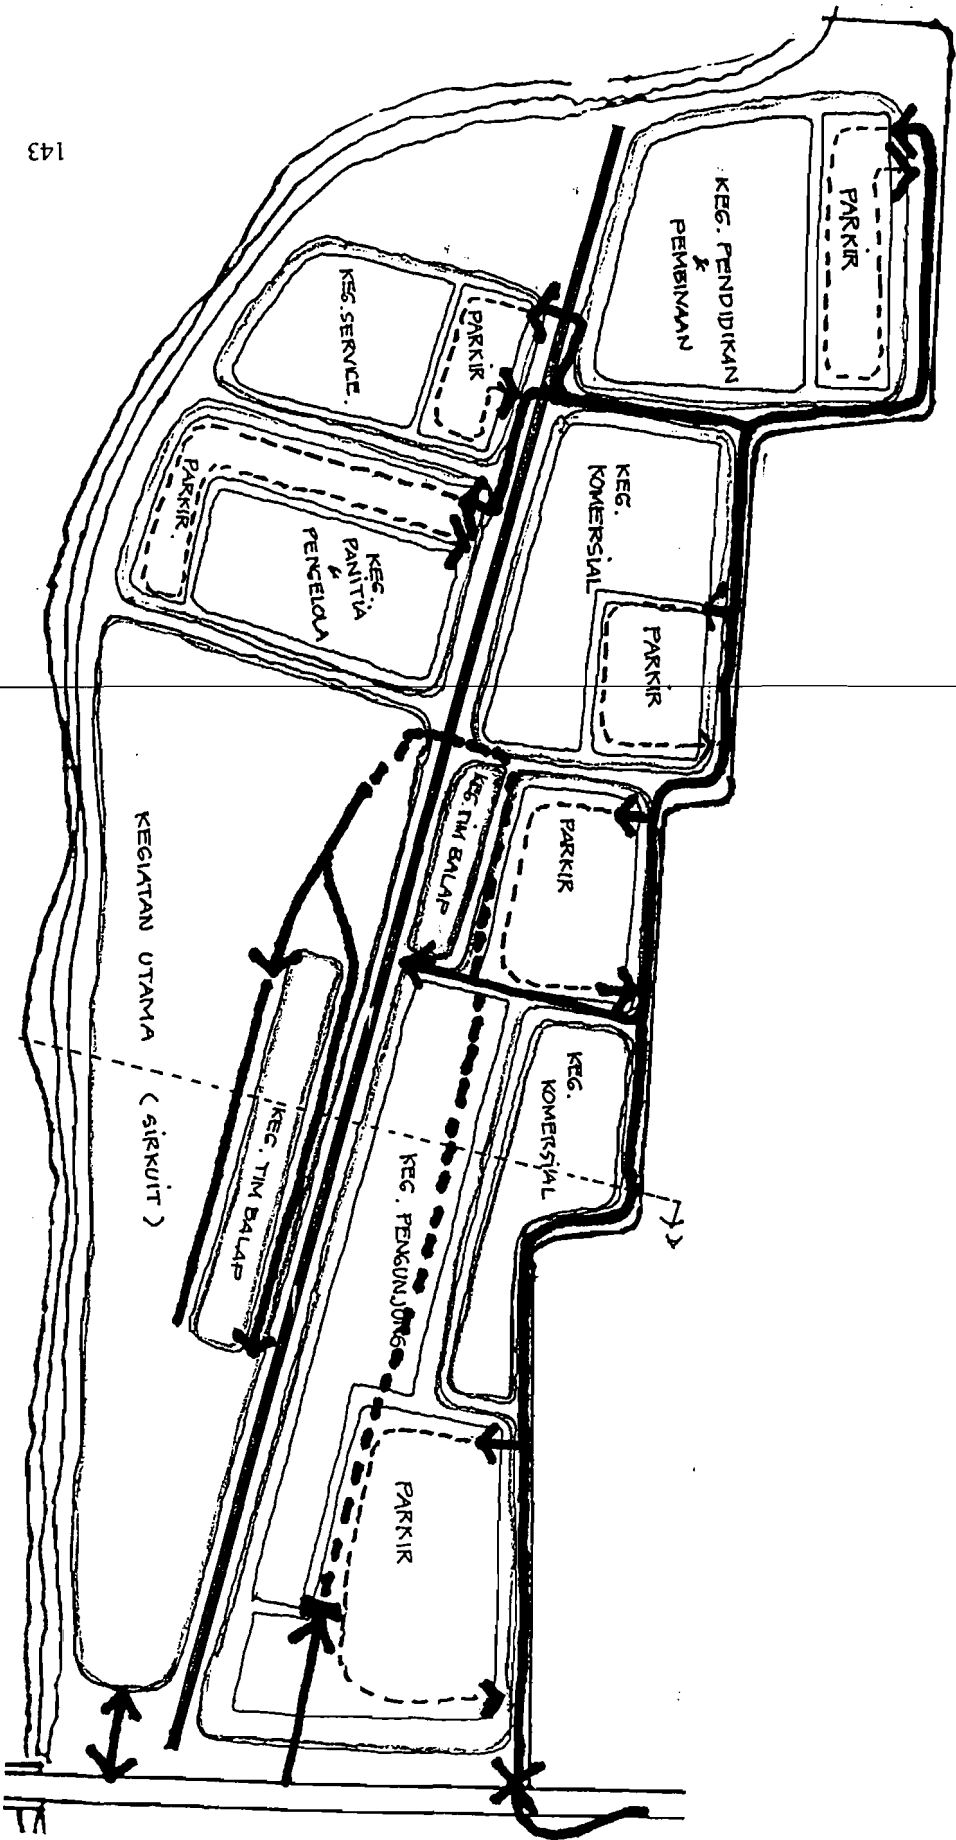 143
PARKIR
KEG. PENDIDIKAN
&
PEMBINAAN
KEG. SERVICE.
PARKIR
KEG.
KOMERSIAL
PARKIR
PARKIR.
KEG.
PANITIA
&
PENGELOLA
KEG. TIM BALAP
PARKIR
KEGIATAN UTAMA (SIRKUIT)
KEG. TIM BALAP
KEG.
KOMERSIAL
KEG. PENGUNJUNG
PARKIR